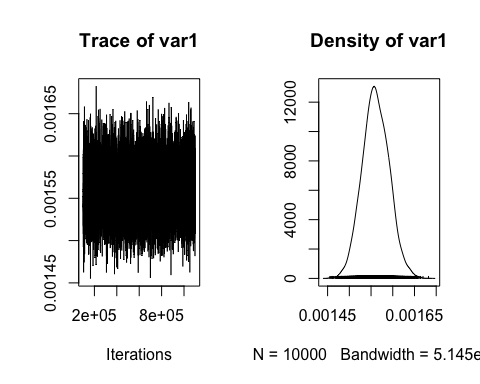 Trace of var1
0.00145 0.00155 0.00165
2e+05 8e+05
Iterations
Density of var1
0 4000 8000 12000
0.00145 0.00165
N = 10000 Bandwidth = 5.145e